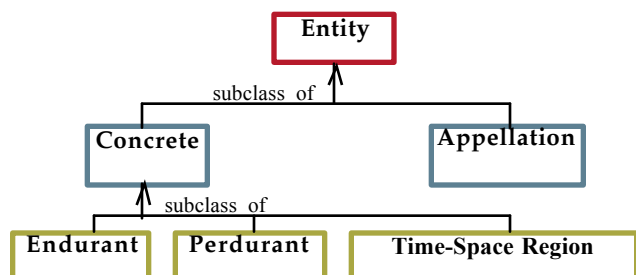 Entity
subclass of
Concrete
Appellation
subclass of
Endurant
Perdurant
Time-Space Region